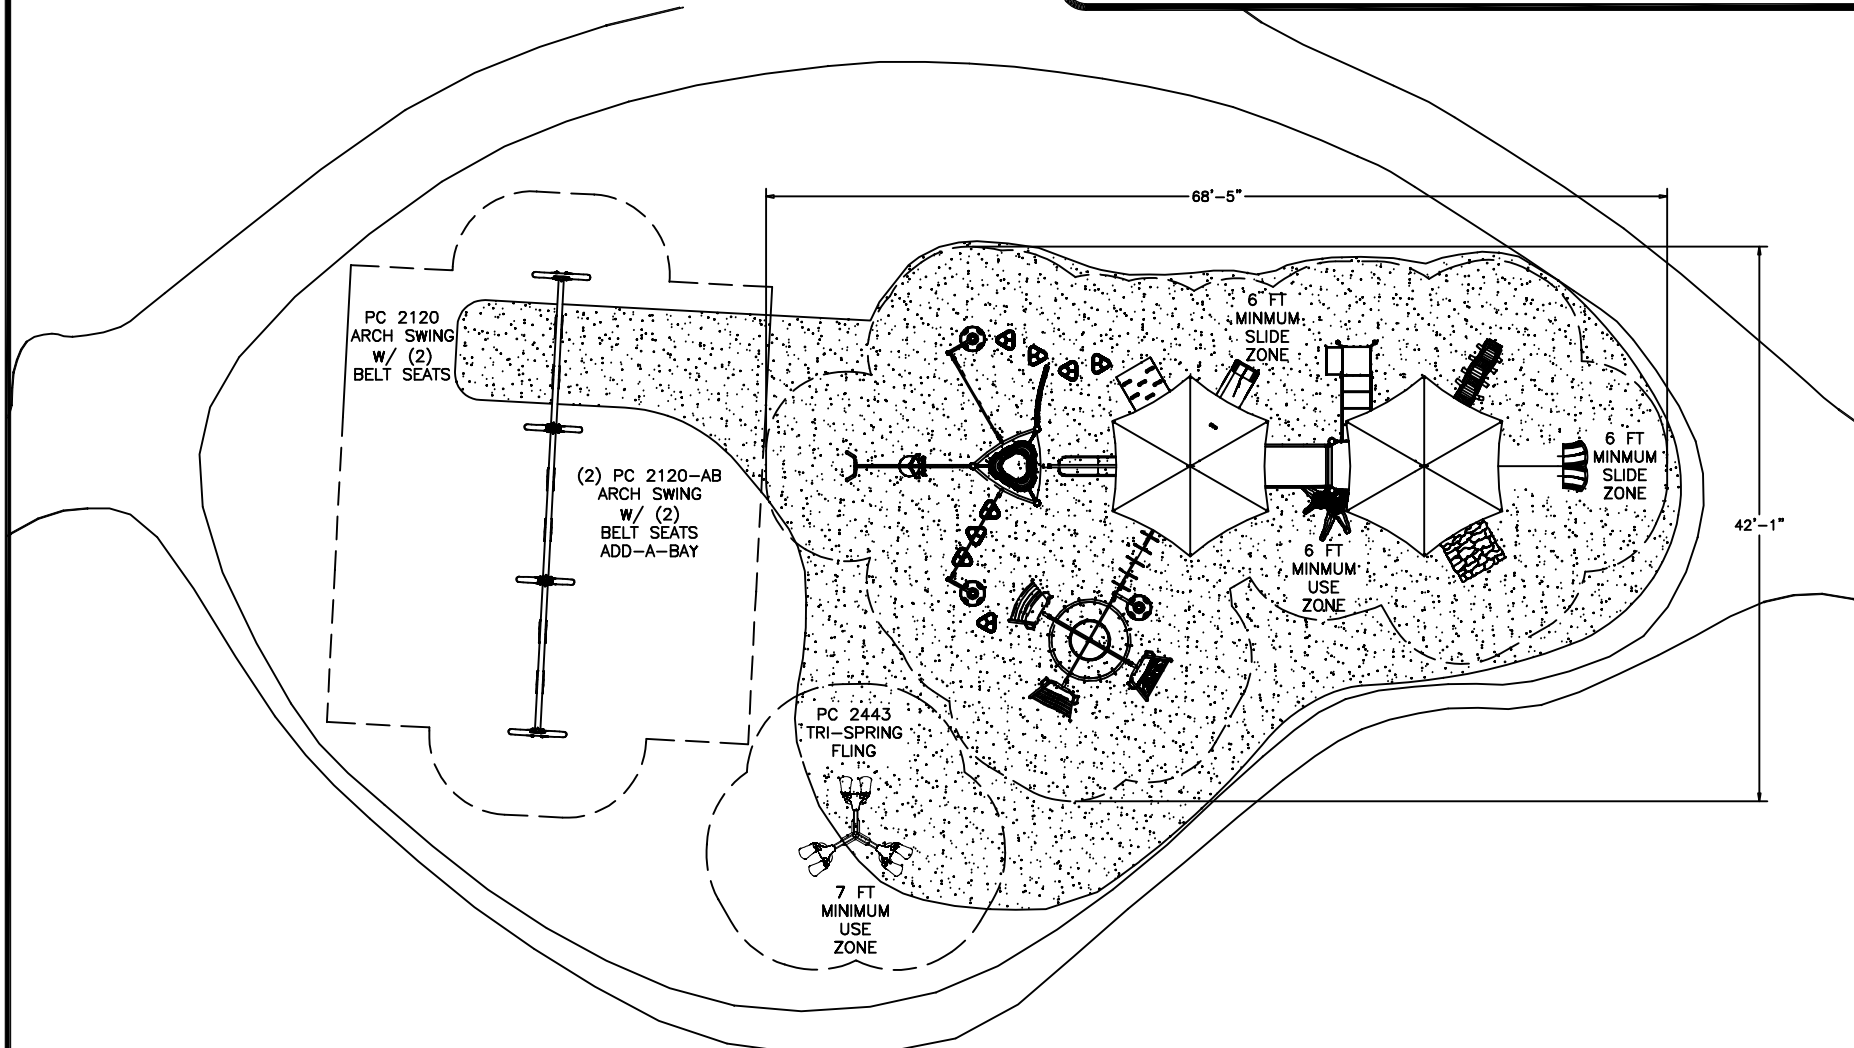 68'-5"
PC 2120
ARCH SWING
W/ (2)
BELT SEATS
6 FT
MINMUM
SLIDE
ZONE
6 FT
MINMUM
SLIDE
ZONE
(2) PC 2120-AB
ARCH SWING
W/ (2)
BELT SEATS
ADD-A-BAY
42'-1"
6 FT
MINMUM
USE
ZONE
PC 2443
TRI-SPRING
FLING
7 FT
MINIMUM
USE
ZONE